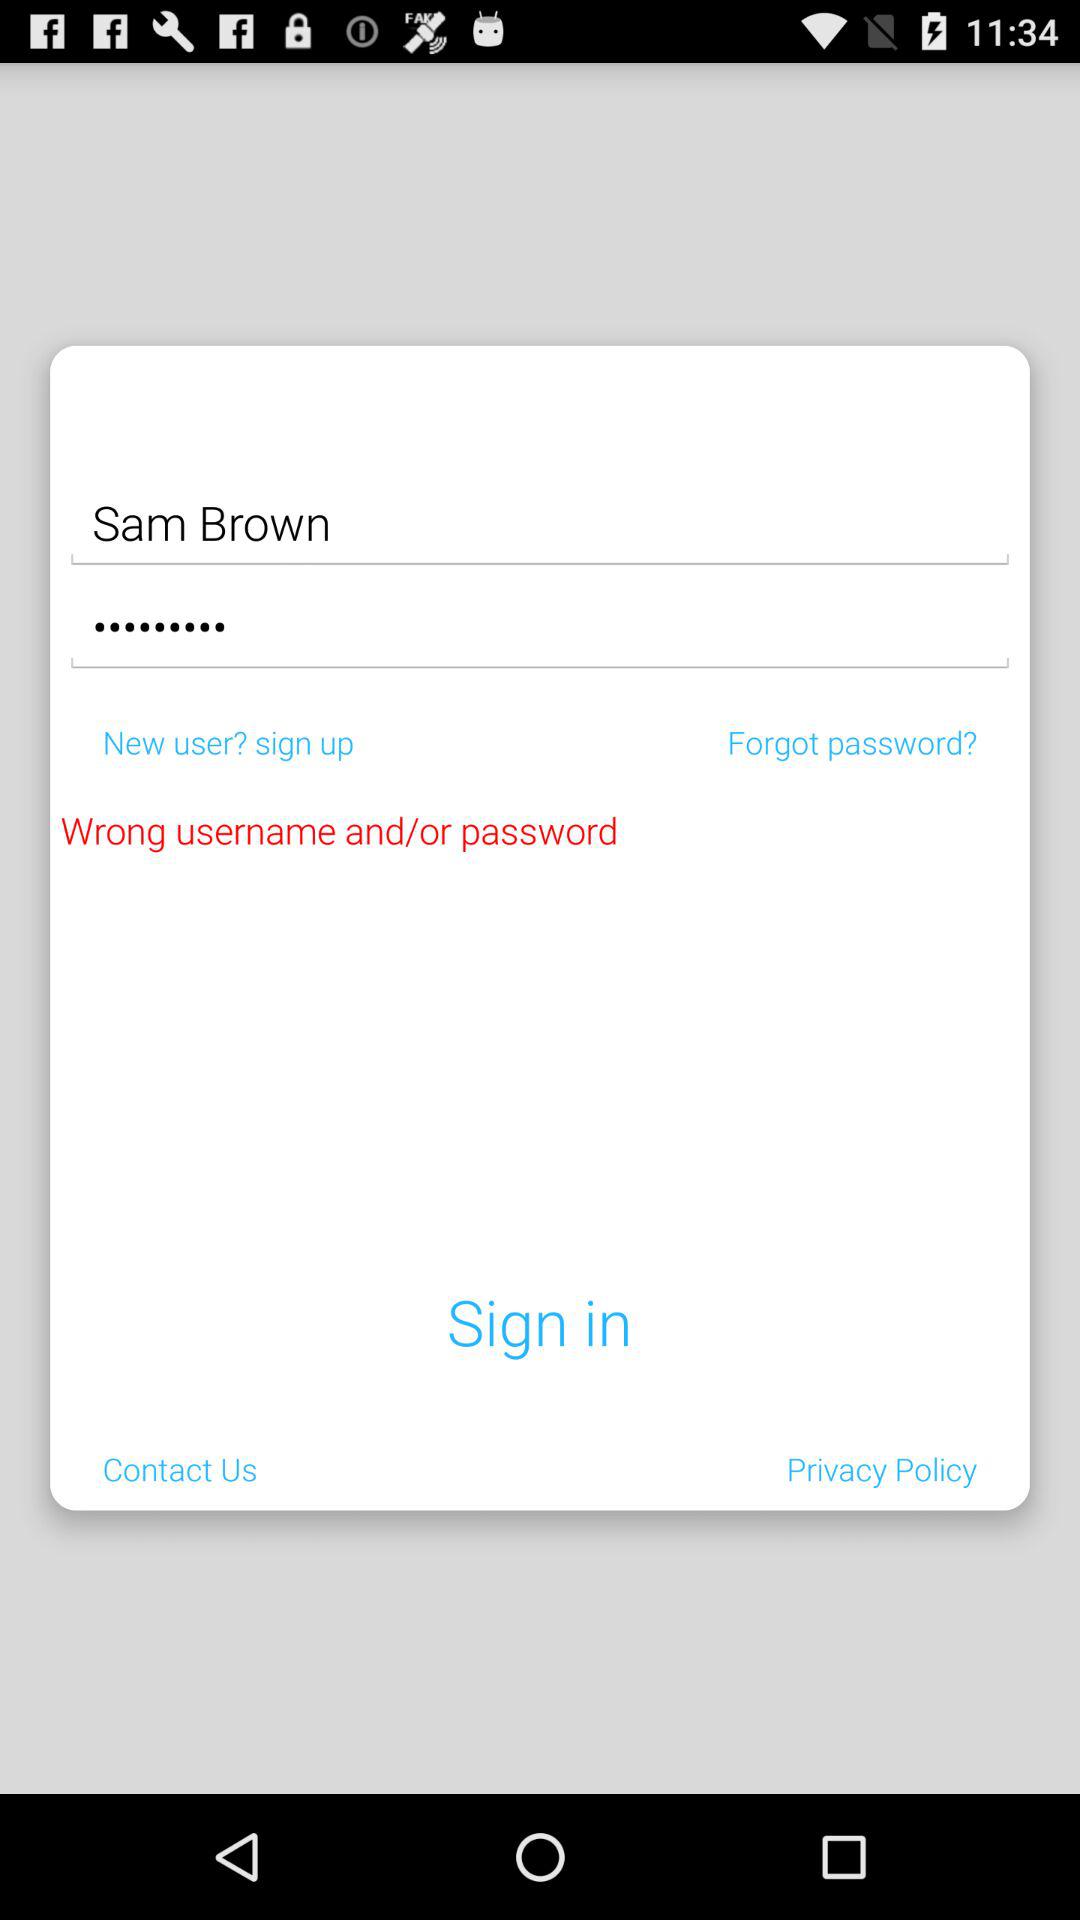 FAKE
11:34
Sam Brown
•••••••••
New user? sign up
Forgot password?
Wrong username and/or password
Sign in
Contact Us
Privacy Policy